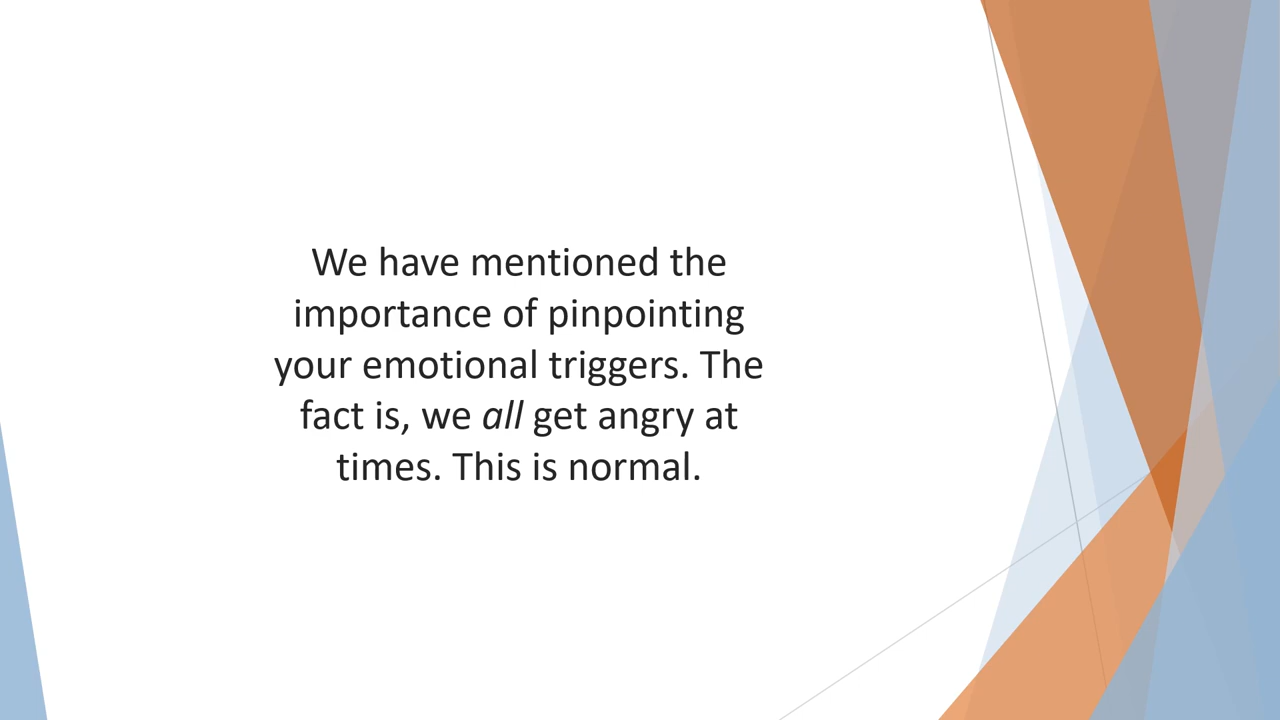 We have mentioned the
importance of pinpointing
your emotional triggers. The
fact is, we all get angry at
times. This is normal.